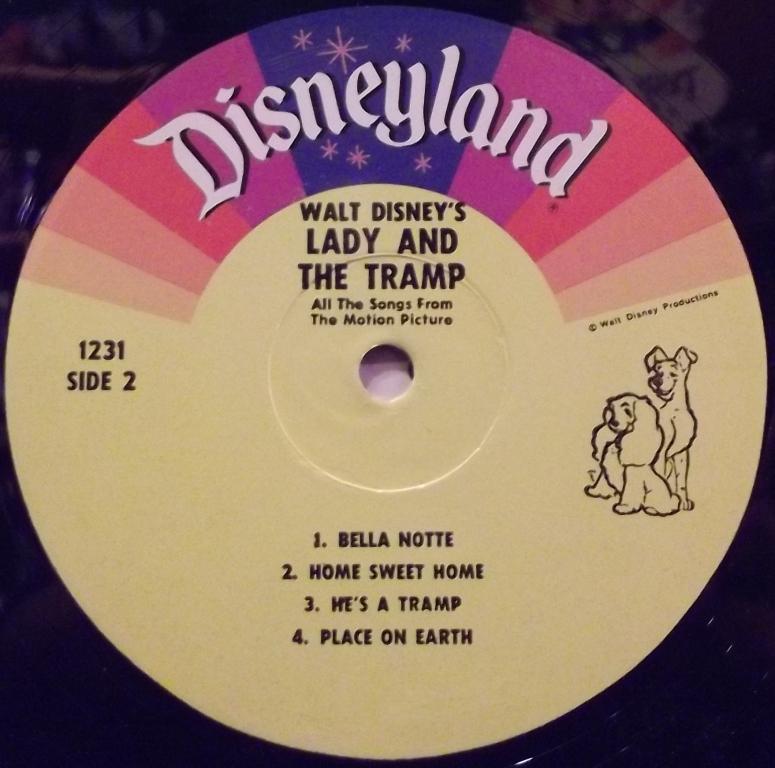 Disneyland
WALT DISNEY'S
LADY AND
THE TRAMP
All The Songs From
The Motion Picture
© Walt Disney Productions
1231
SIDE 2
1. BELLA NOTTE
2. HOME SWEET HOME
3. HE'S A TRAMP
4. PLACE ON EARTH